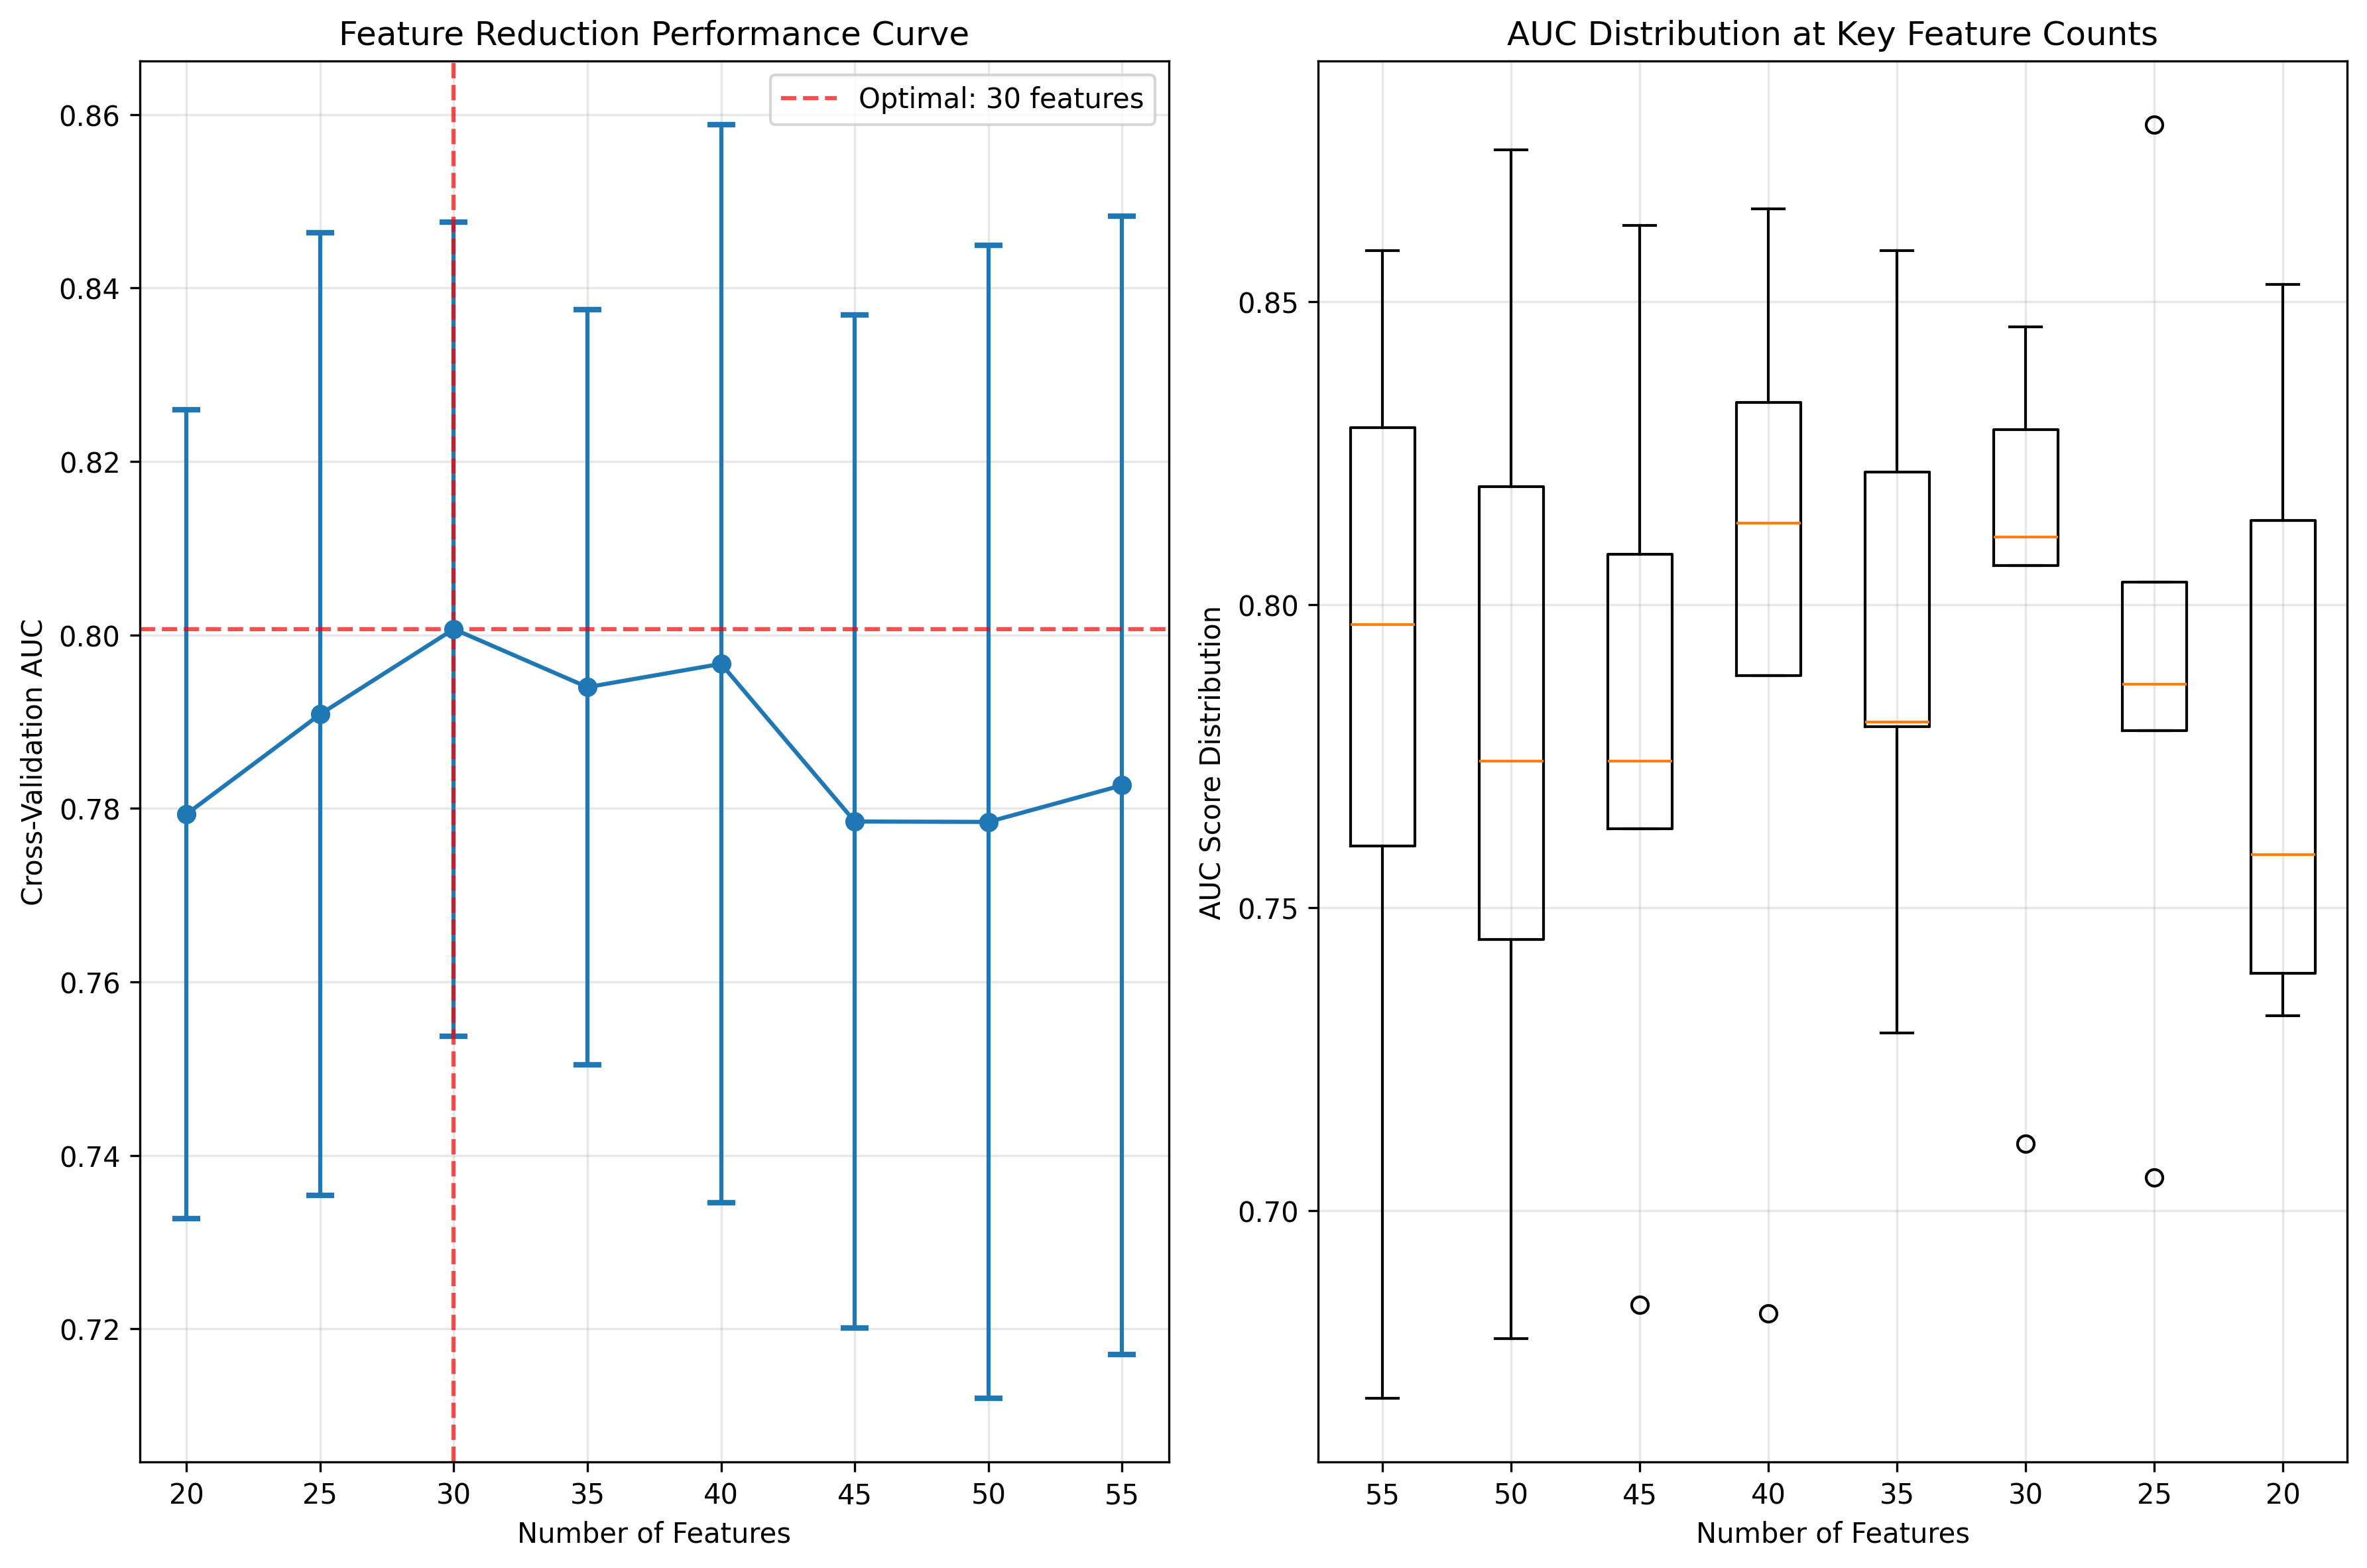 Feature Reduction Performance Curve
Optimal: 30 features
0.86
0.84
0.82
0.80
0.78
0.76
0.74
0.72
Cross-Validation AUC
20 25 30 35 40 45 50 55
Number of Features
AUC Distribution at Key Feature Counts
0.85
0.80
0.75
0.70
AUC Score Distribution
55 50 45 40 35 30 25 20
Number of Features